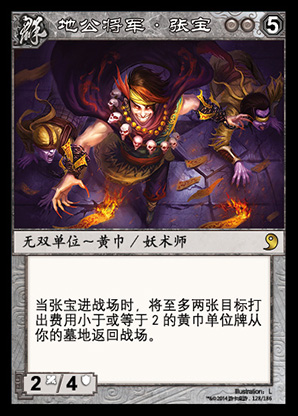 群 地公将军·张宝 5
无双单位～黄巾／妖术师
当张宝进战场时，将至多两张目标打
出费用小于或等于 2 的黄巾单位牌从
你的墓地返回战场。
2 / 4
Illustration: L